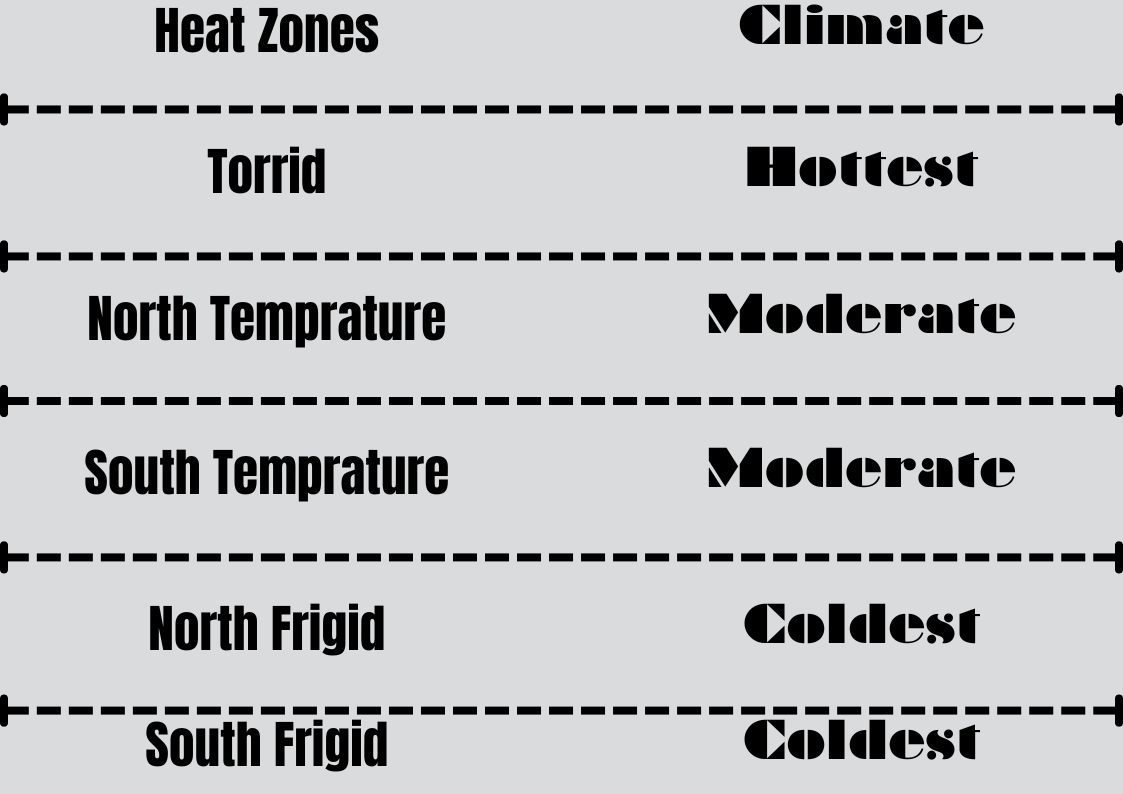 Heat Zones Climate
Torrid Hottest
North Temprature Moderate
South Temprature Moderate
North Frigid Coldest
South Frigid Coldest